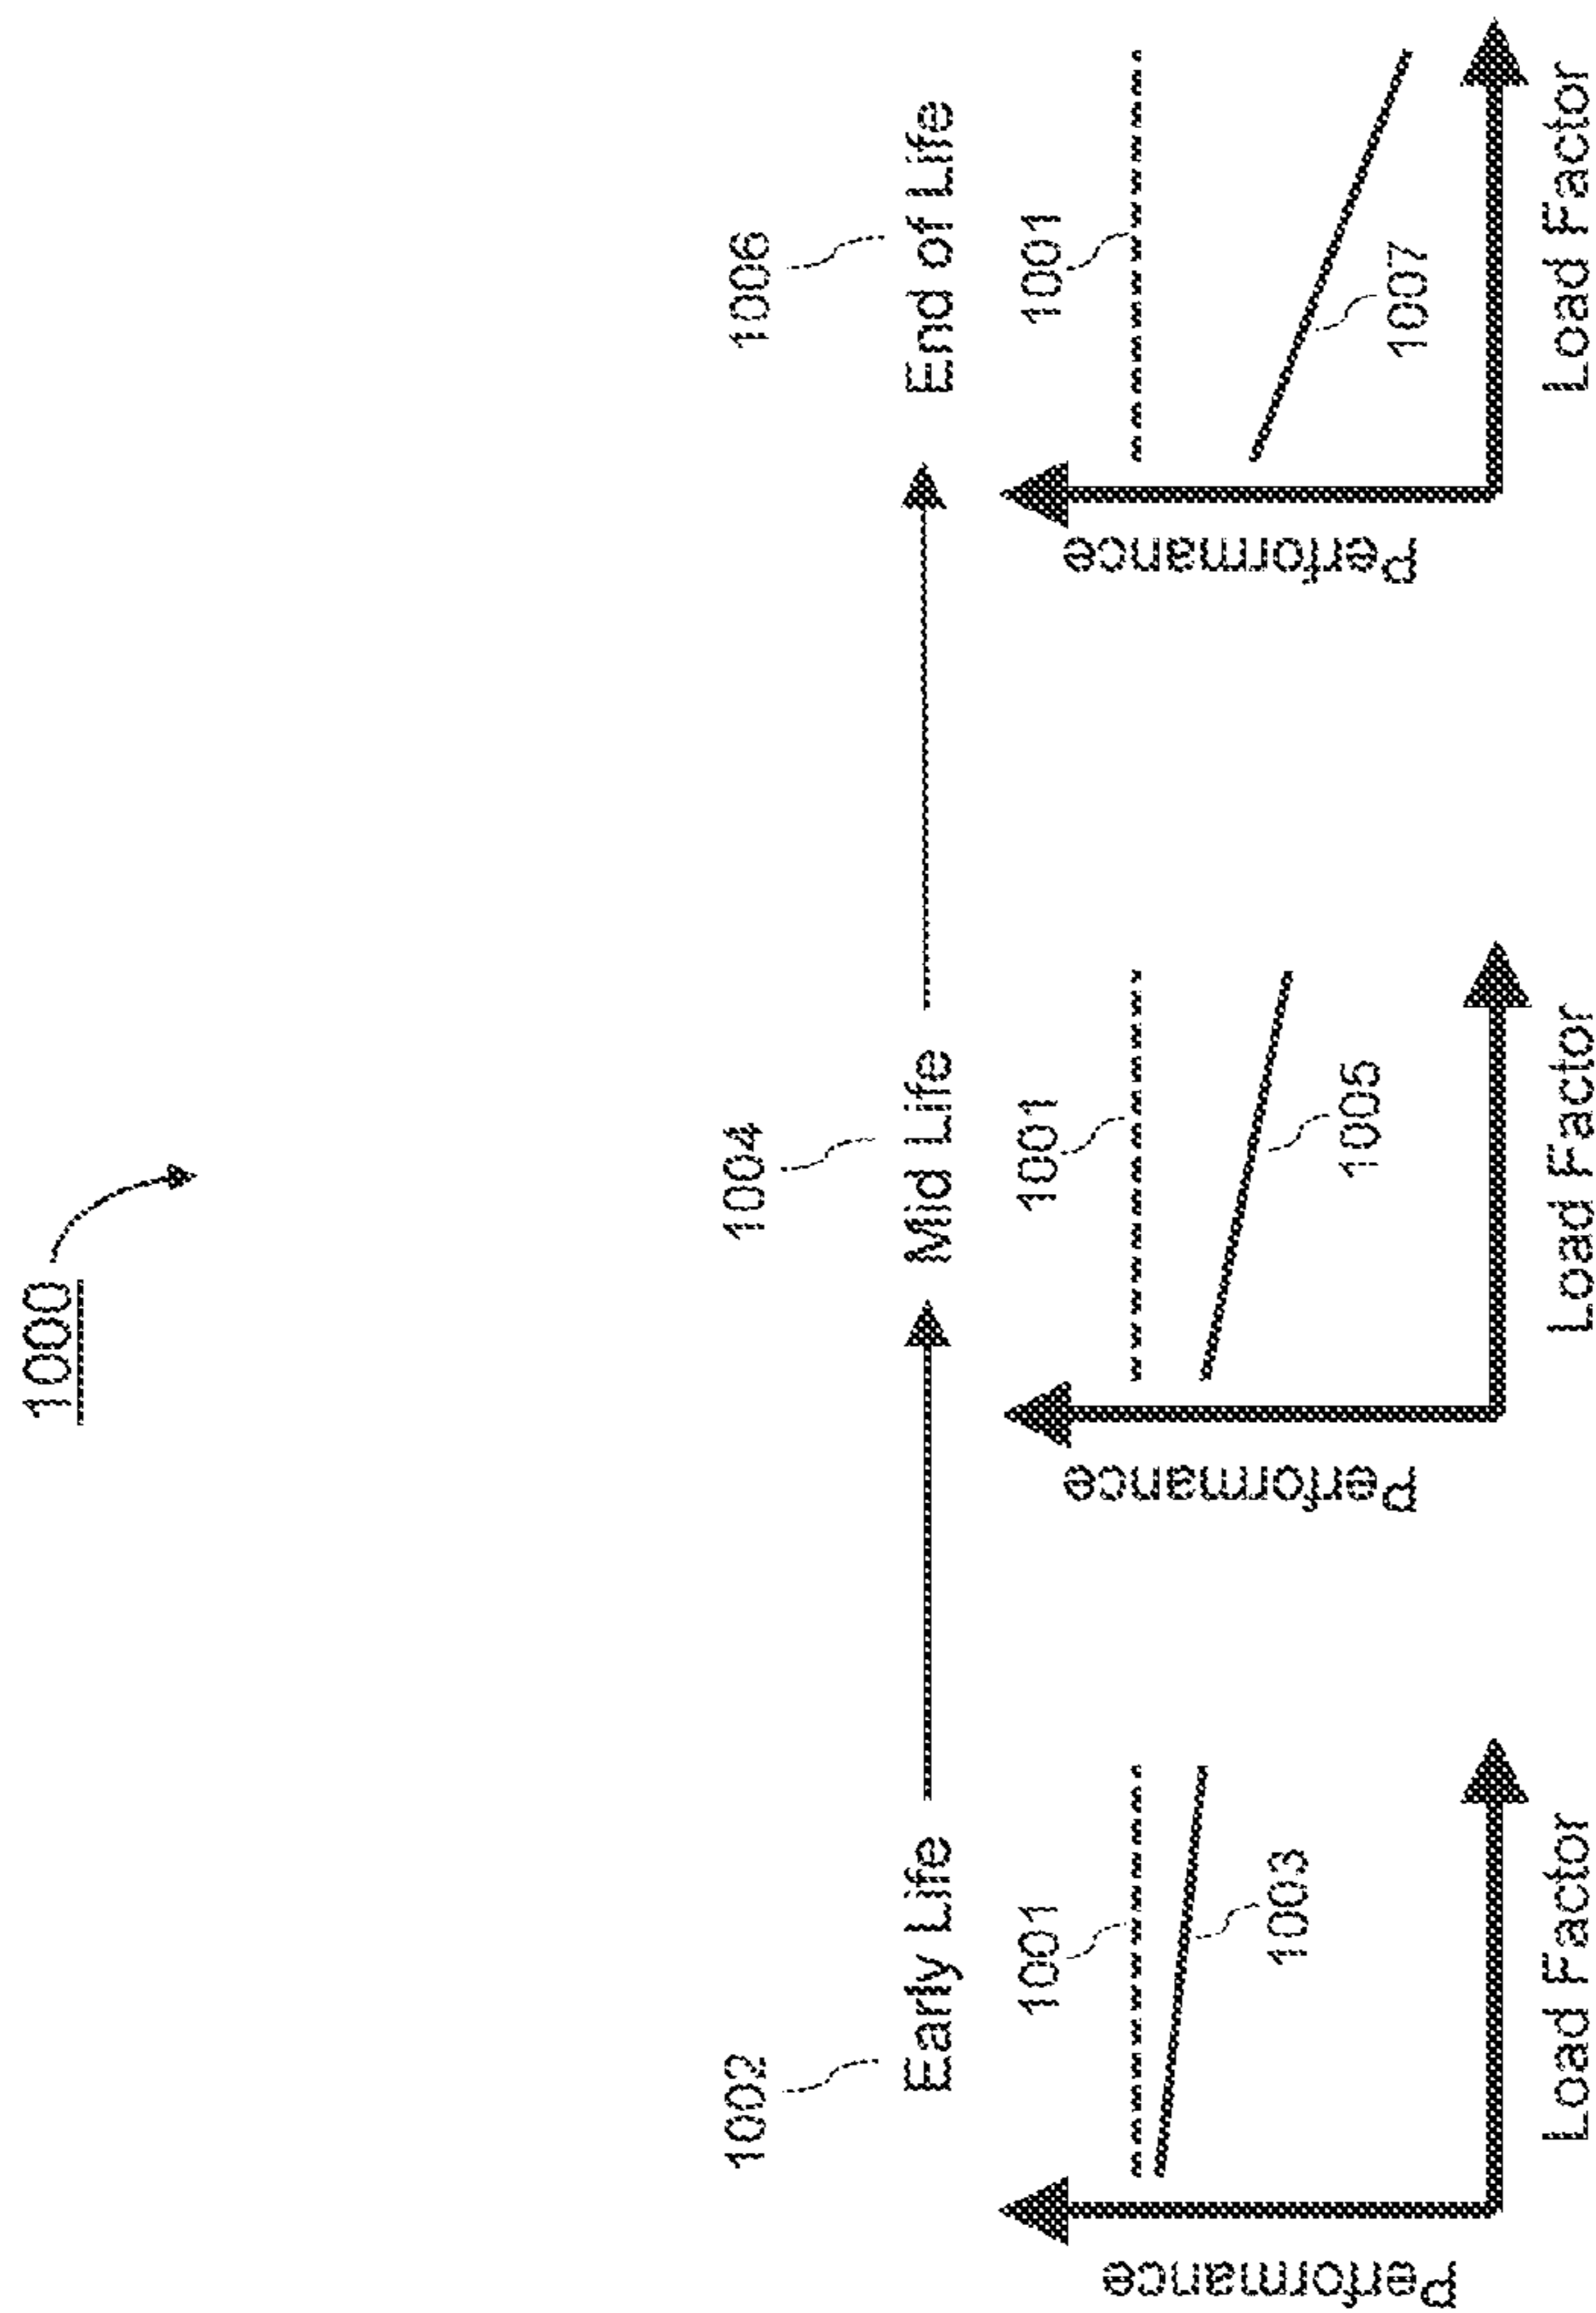 1000
1002
1004
1006
Early Life
Mid Life
End of Life
1001
1001
1001
1003
1005
1007
Performance
Performance
Performance
Load Factor
Load Factor
Load Factor